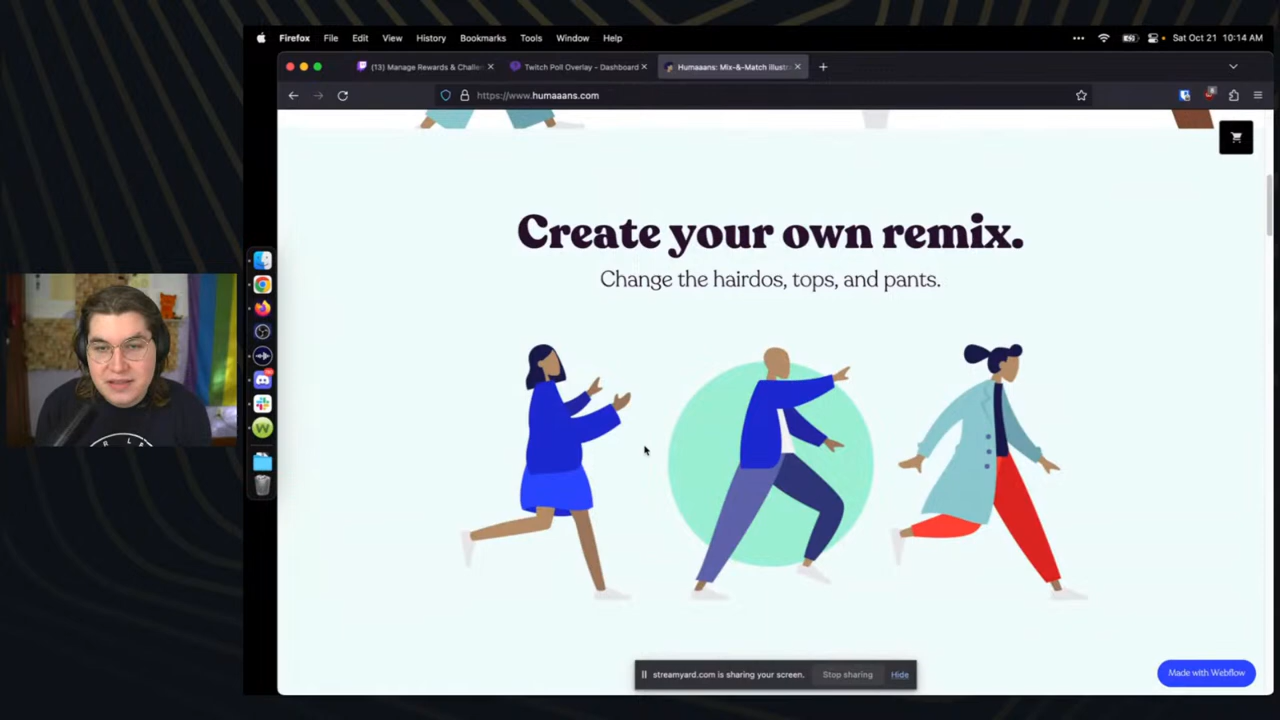 Firefox File Edit View History Bookmarks Tools Window Help
Sat Oct 21 10:14 AM
(13) Manage Rewards & Challen
Twitch Poll Overlay - Dashboard
Humaaans: Mix-&-Match Illustr
https://www.humaaans.com
Create your own remix.
Change the hairdos, tops, and pants.
streamyard.com is sharing your screen. Stop sharing Hide
Made with Webflow